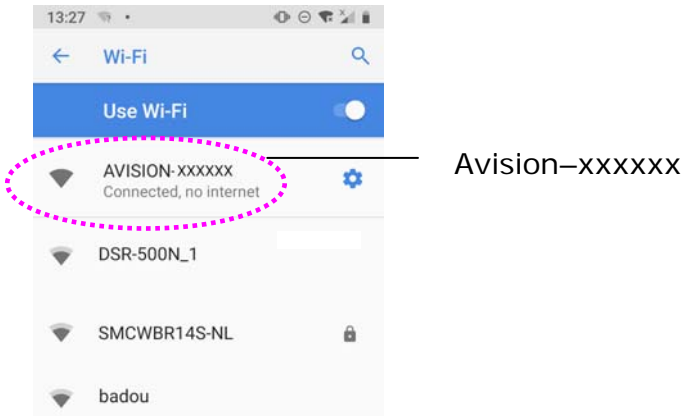 13:27
Wi-Fi
Use Wi-Fi
AVISION-XXXXXX
Connected, no internet
Avision–xxxxxx
DSR-500N_1
SMCWBR14S-NL
badou